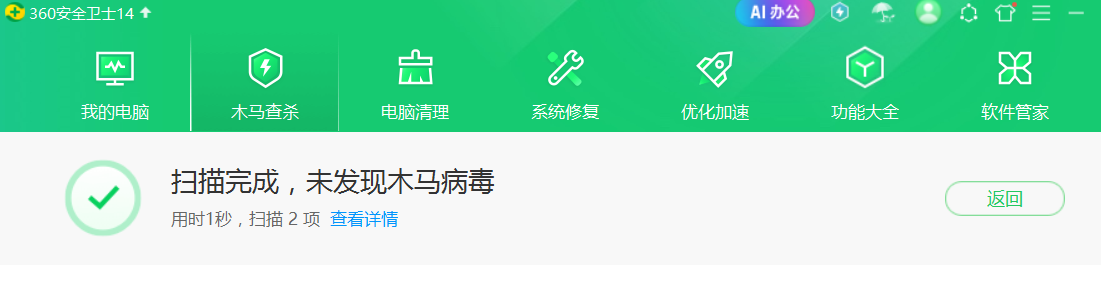 360安全卫士14
AI 办公
我的电脑
木马查杀
电脑清理
系统修复
优化加速
功能大全
软件管家
扫描完成，未发现木马病毒
返回
用时1秒，扫描 2 项 查看详情